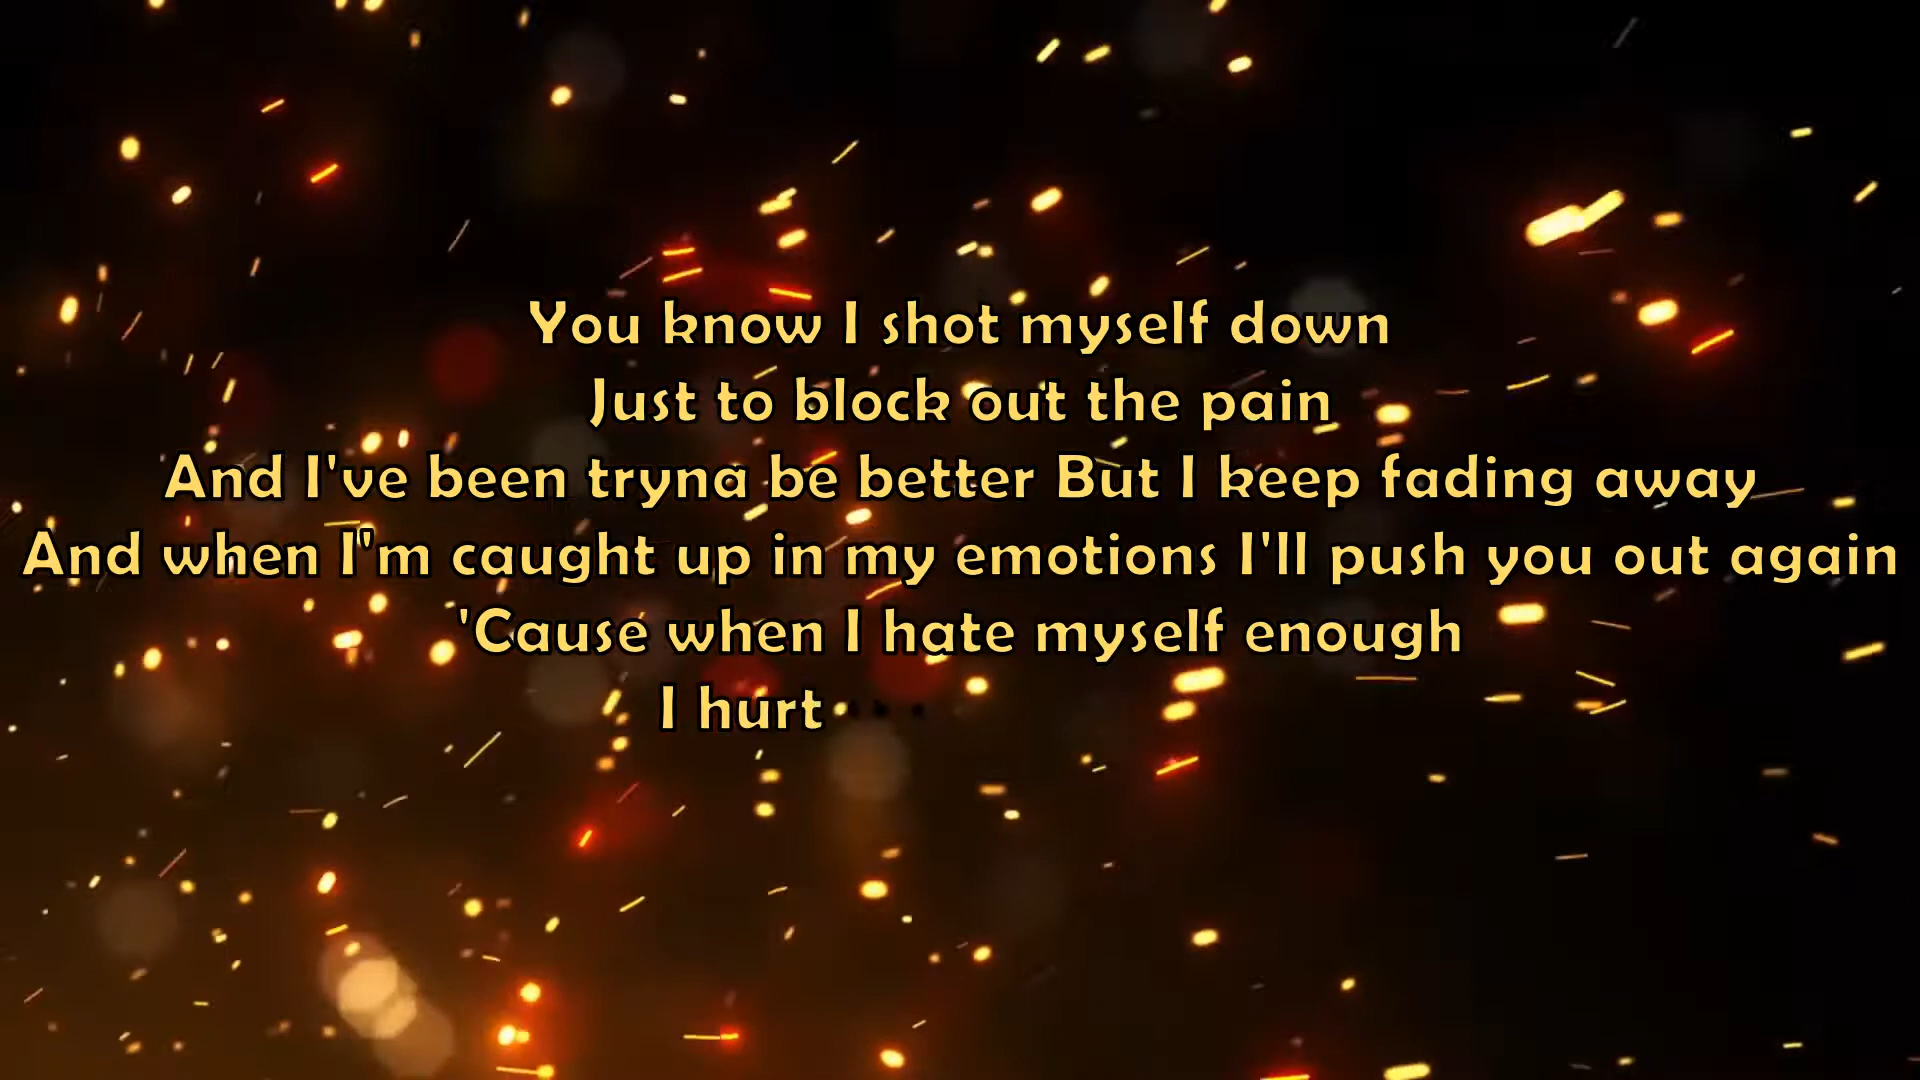 You know I shot myself down
Just to block out the pain
And I've been tryna be better But I keep fading away
And when I'm caught up in my emotions I'll push you out again
'Cause when I hate myself enough
I hurt...